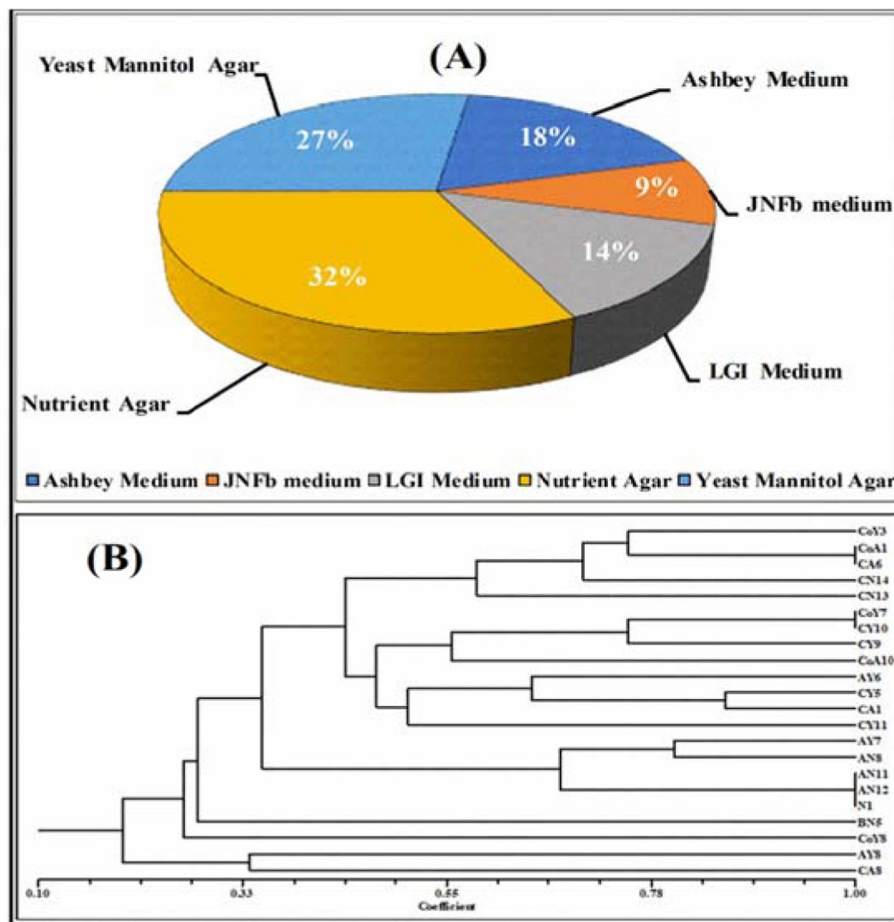 (A)
Yeast Mannitol Agar
Ashbey Medium
27%
18%
9%
JNFb medium
14%
32%
LGI Medium
Nutrient Agar
Ashbey Medium JNFb medium LGI Medium Nutrient Agar Yeast Mannitol Agar
(B)
CoY3
CoA1
CA6
CN14
CN13
CoY7
CY10
CY9
CoA10
AY6
CY5
CA1
CY11
AY7
AN8
AN11
AN12
N1
BN5
CoY8
AY8
CA8
0.10 0.33 0.55 0.78 1.00
Coefficient